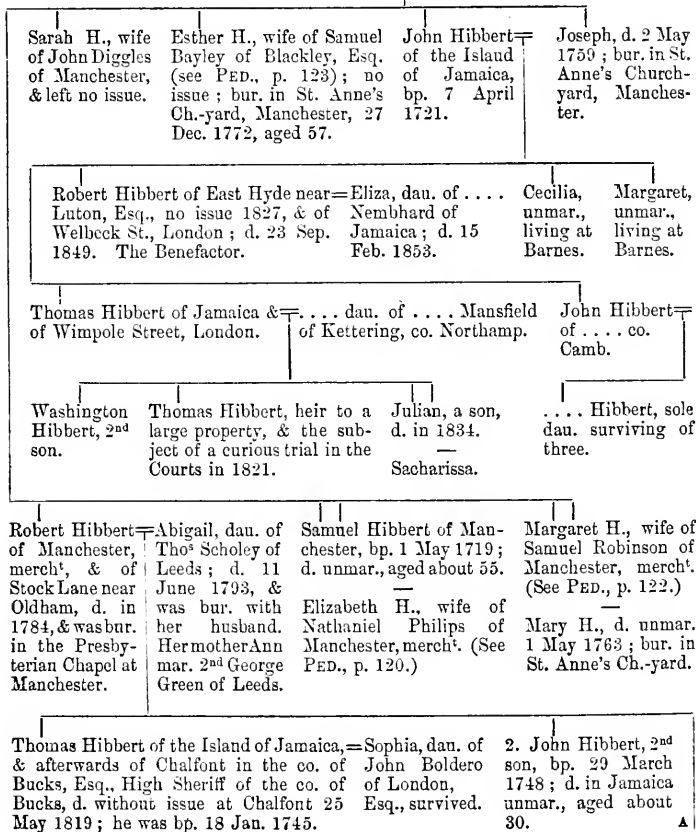 Sarah H., wife
of John Diggles
of Manchester,
& left no issue.
Esther H., wife of Samuel
Bayley of Blackley, Esq.
(see PED., p. 123); no
issue; bur. in St. Anne's
Ch.-yard, Manchester, 27
Dec. 1772, aged 57.
John Hibbert=
of the Island
of Jamaica,
bp. 7 April
1721.
Joseph, d. 2 May
1759; bur. in St.
Anne's Church-
yard, Manches-
ter.
Robert Hibbert of East Hyde near=
Luton, Esq., no issue 1827, & of
Welbeck St., London; d. 23 Sep.
1849. The Benefactor.
Eliza, dau. of ....
Nembhard of
Jamaica; d. 15
Feb. 1853.
Cecilia,
unmar.,
living at
Barnes.
Margaret,
unmar.,
living at
Barnes.
Thomas Hibbert of Jamaica &=
of Wimpole Street, London.
.... dau. of .... Mansfield
of Kettering, co. Northamp.
John Hibbert=
of .... co.
Camb.
Washington
Hibbert, 2nd
son.
Thomas Hibbert, heir to a
large property, & the sub-
ject of a curious trial in the
Courts in 1821.
Julian, a son,
d. in 1834.
—
Sacharissa.
.... Hibbert, sole
dau. surviving of
three.
Robert Hibbert=
of Manchester,
mercht, & of
Stock Lane near
Oldham, d. in
1784, & was bur.
in the Presby-
terian Chapel at
Manchester.
Abigail, dau. of
Thos Scholey of
Leeds; d. 11
June 1793, &
was bur. with
her husband.
Her mother Ann
mar. 2nd George
Green of Leeds.
Samuel Hibbert of Man-
chester, bp. 1 May 1719;
d. unmar., aged about 55.
—
Elizabeth H., wife of
Nathaniel Philips of
Manchester, mercht. (See
PED., p. 120.)
Margaret H., wife of
Samuel Robinson of
Manchester, mercht.
(See PED., p. 122.)
—
Mary H., d. unmar.
1 May 1763; bur. in
St. Anne's Ch.-yard.
Thomas Hibbert of the Island of Jamaica,=
& afterwards of Chalfont in the co. of
Bucks, Esq., High Sheriff of the co. of
Bucks, d. without issue at Chalfont 25
May 1819; he was bp. 18 Jan. 1745.
Sophia, dau. of
John Boldero
of London,
Esq., survived.
2. John Hibbert, 2nd
son, bp. 29 March
1748; d. in Jamaica
unmar., aged about
30.
A